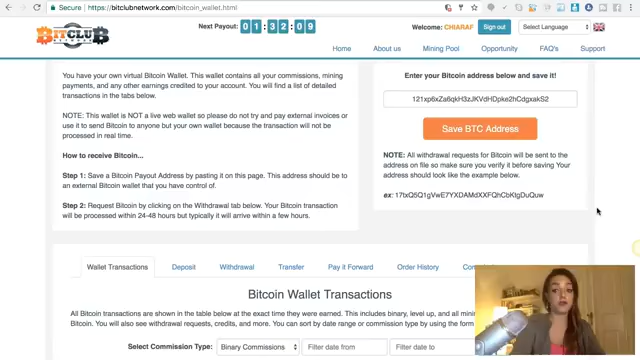 Secure | https://bitclubnetwork.com/bitcoin_wallet.html
BITCLUB
NETWORK
Next Payout: 01 : 32 : 09
Welcome: CHIARAF
Sign out
Select Language
Home
About us
Mining Pool
Opportunity
FAQ's
Support
You have your own virtual Bitcoin Wallet. This wallet contains all your commissions, mining
payments, and any other earnings credited to your account. You will find a list of
detailed transactions in the tabs below.
NOTE: This wallet is NOT a live web wallet so please do not try and pay external invoices or
use it to send Bitcoin to anyone but your own wallet because the transaction will not be
processed in real time.
How to receive Bitcoin...
Step 1: Save a Bitcoin Payout Address by pasting it on this page. This address should be to
an external Bitcoin wallet that you have control of.
Step 2: Request Bitcoin by clicking on the Withdrawal tab below. Your Bitcoin transaction
will be processed within 24-48 hours but typically it will arrive within a few hours.
Enter your Bitcoin address below and save it!
121xp6xZa6qkH3zJKVdHDpke2hCdgxakS2
Save BTC Address
NOTE: All withdrawal requests for Bitcoin will be sent to the
address on file so make sure you verify it before saving Your
address should look like the example below.
ex: 17txQ5Q1gVwE7YXDAMdXXFQhCbKtgDuQuw
Wallet Transactions
Deposit
Withdrawal
Transfer
Pay it Forward
Order History
Bitcoin Wallet Transactions
All Bitcoin transactions are shown in the table below at the exact time they were earned. This includes binary, level up, and all
Bitcoin. You will also see withdrawal requests, credits, and more. You can sort by date range or commission type by using the form
Select Commission Type:
Binary Commissions
Filter date from
Filter date to